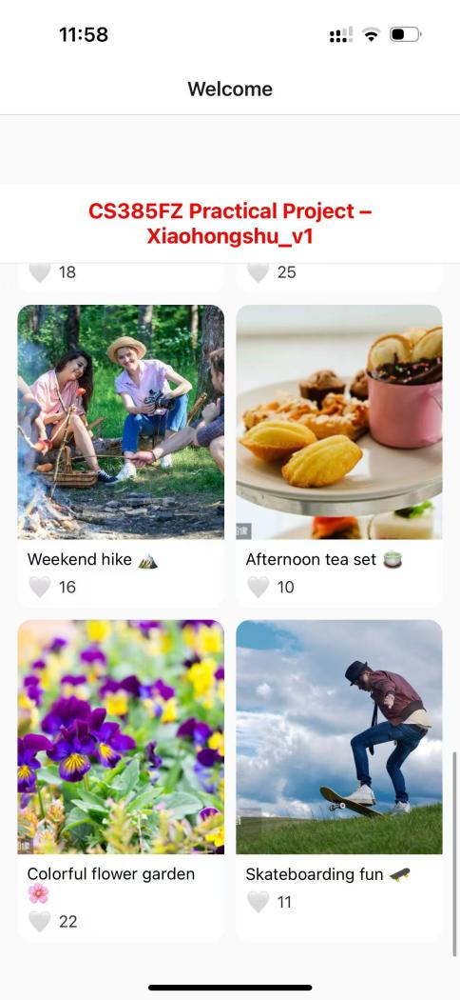 11:58
Welcome
CS385FZ Practical Project –
Xiaohongshu_v1
🤍 18
🤍 25
Weekend hike ⛰️
🤍 16
Afternoon tea set 🍵
🤍 10
Colorful flower garden
🌸
🤍 22
Skateboarding fun 🛹
🤍 11